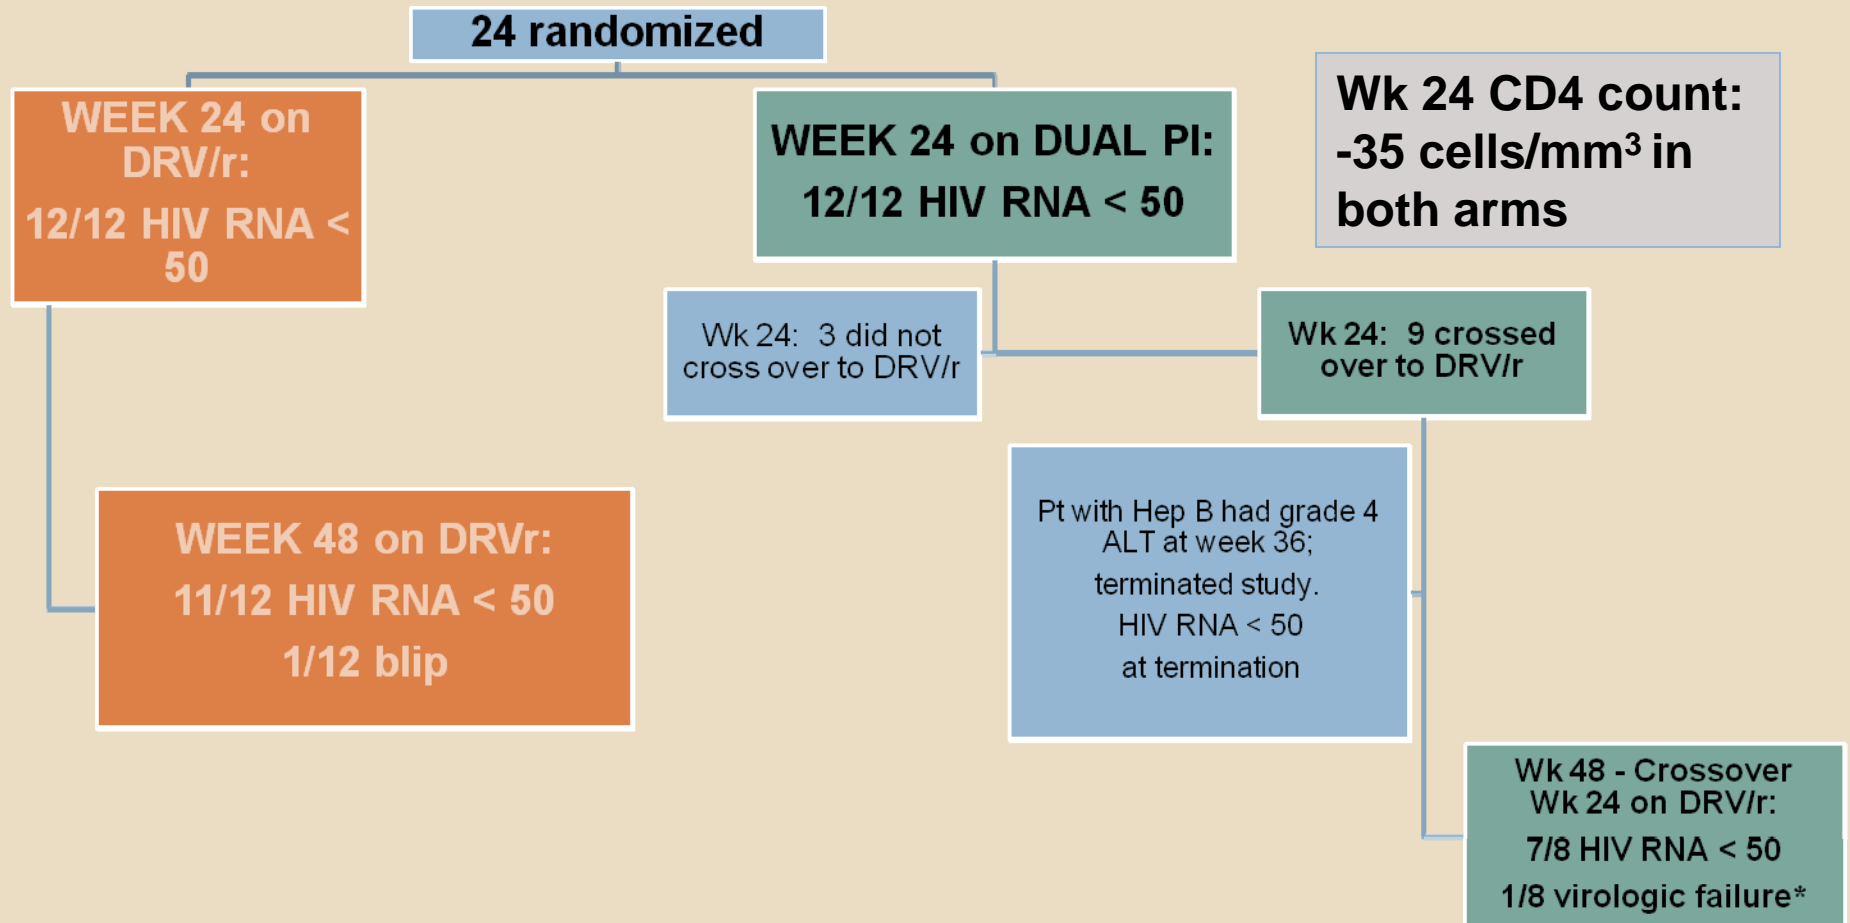 24 randomized
WEEK 24 on
DRV/r:
12/12 HIV RNA <
50
WEEK 24 on DUAL PI:
12/12 HIV RNA < 50
Wk 24 CD4 count:
-35 cells/mm³ in
both arms
Wk 24:  3 did not
cross over to DRV/r
Wk 24:  9 crossed
over to DRV/r
WEEK 48 on DRVr:
11/12 HIV RNA < 50
1/12 blip
Pt with Hep B had grade 4
ALT at week 36;
terminated study.
HIV RNA < 50
at termination
Wk 48 - Crossover
Wk 24 on DRV/r:
7/8 HIV RNA < 50
1/8 virologic failure*